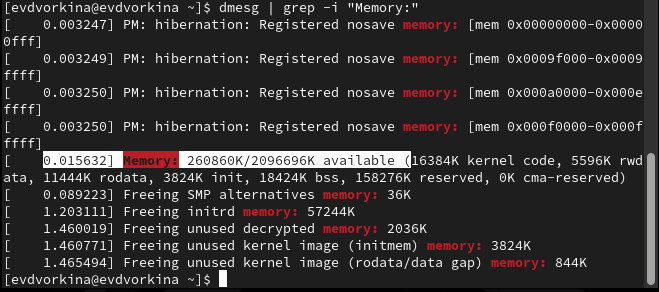 [evdvorkina@evdvorkina ~]$ dmesg | grep -i "Memory:"
[    0.003247] PM: hibernation: Registered nosave memory: [mem 0x00000000-0x0000
0fff]
[    0.003249] PM: hibernation: Registered nosave memory: [mem 0x0009f000-0x0009
ffff]
[    0.003250] PM: hibernation: Registered nosave memory: [mem 0x000a0000-0x000e
ffff]
[    0.003250] PM: hibernation: Registered nosave memory: [mem 0x000f0000-0x000f
ffff]
[    0.015632] Memory: 260860K/2096696K available (16384K kernel code, 5596K rwd
ata, 11444K rodata, 3824K init, 18424K bss, 158276K reserved, 0K cma-reserved)
[    0.089223] Freeing SMP alternatives memory: 36K
[    1.203111] Freeing initrd memory: 57244K
[    1.460019] Freeing unused decrypted memory: 2036K
[    1.460771] Freeing unused kernel image (initmem) memory: 3824K
[    1.465494] Freeing unused kernel image (rodata/data gap) memory: 844K
[evdvorkina@evdvorkina ~]$